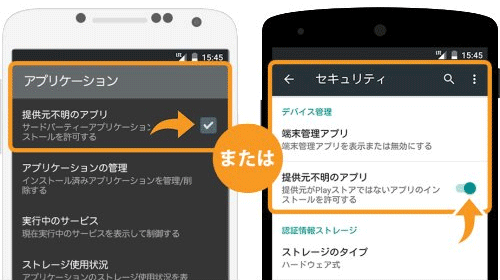 15:45
アプリケーション
提供元不明のアプリ
サードパーティーアプリケーション
ストールを許可する
アプリケーションの管理
インストール済みアプリケーションを管理/削
除する
実行中のサービス
現在実行中のサービスを表示して制御する
ストレージ使用状況
アプリケーションのストレージ使用状況を表
または
15:45
セキュリティ
デバイス管理
端末管理アプリ
端末管理アプリを表示または無効にする
提供元不明のアプリ
提供元がPlayストアではないアプリのイン
ストールを許可する
認証情報ストレージ
ストレージのタイプ
ハードウェア式